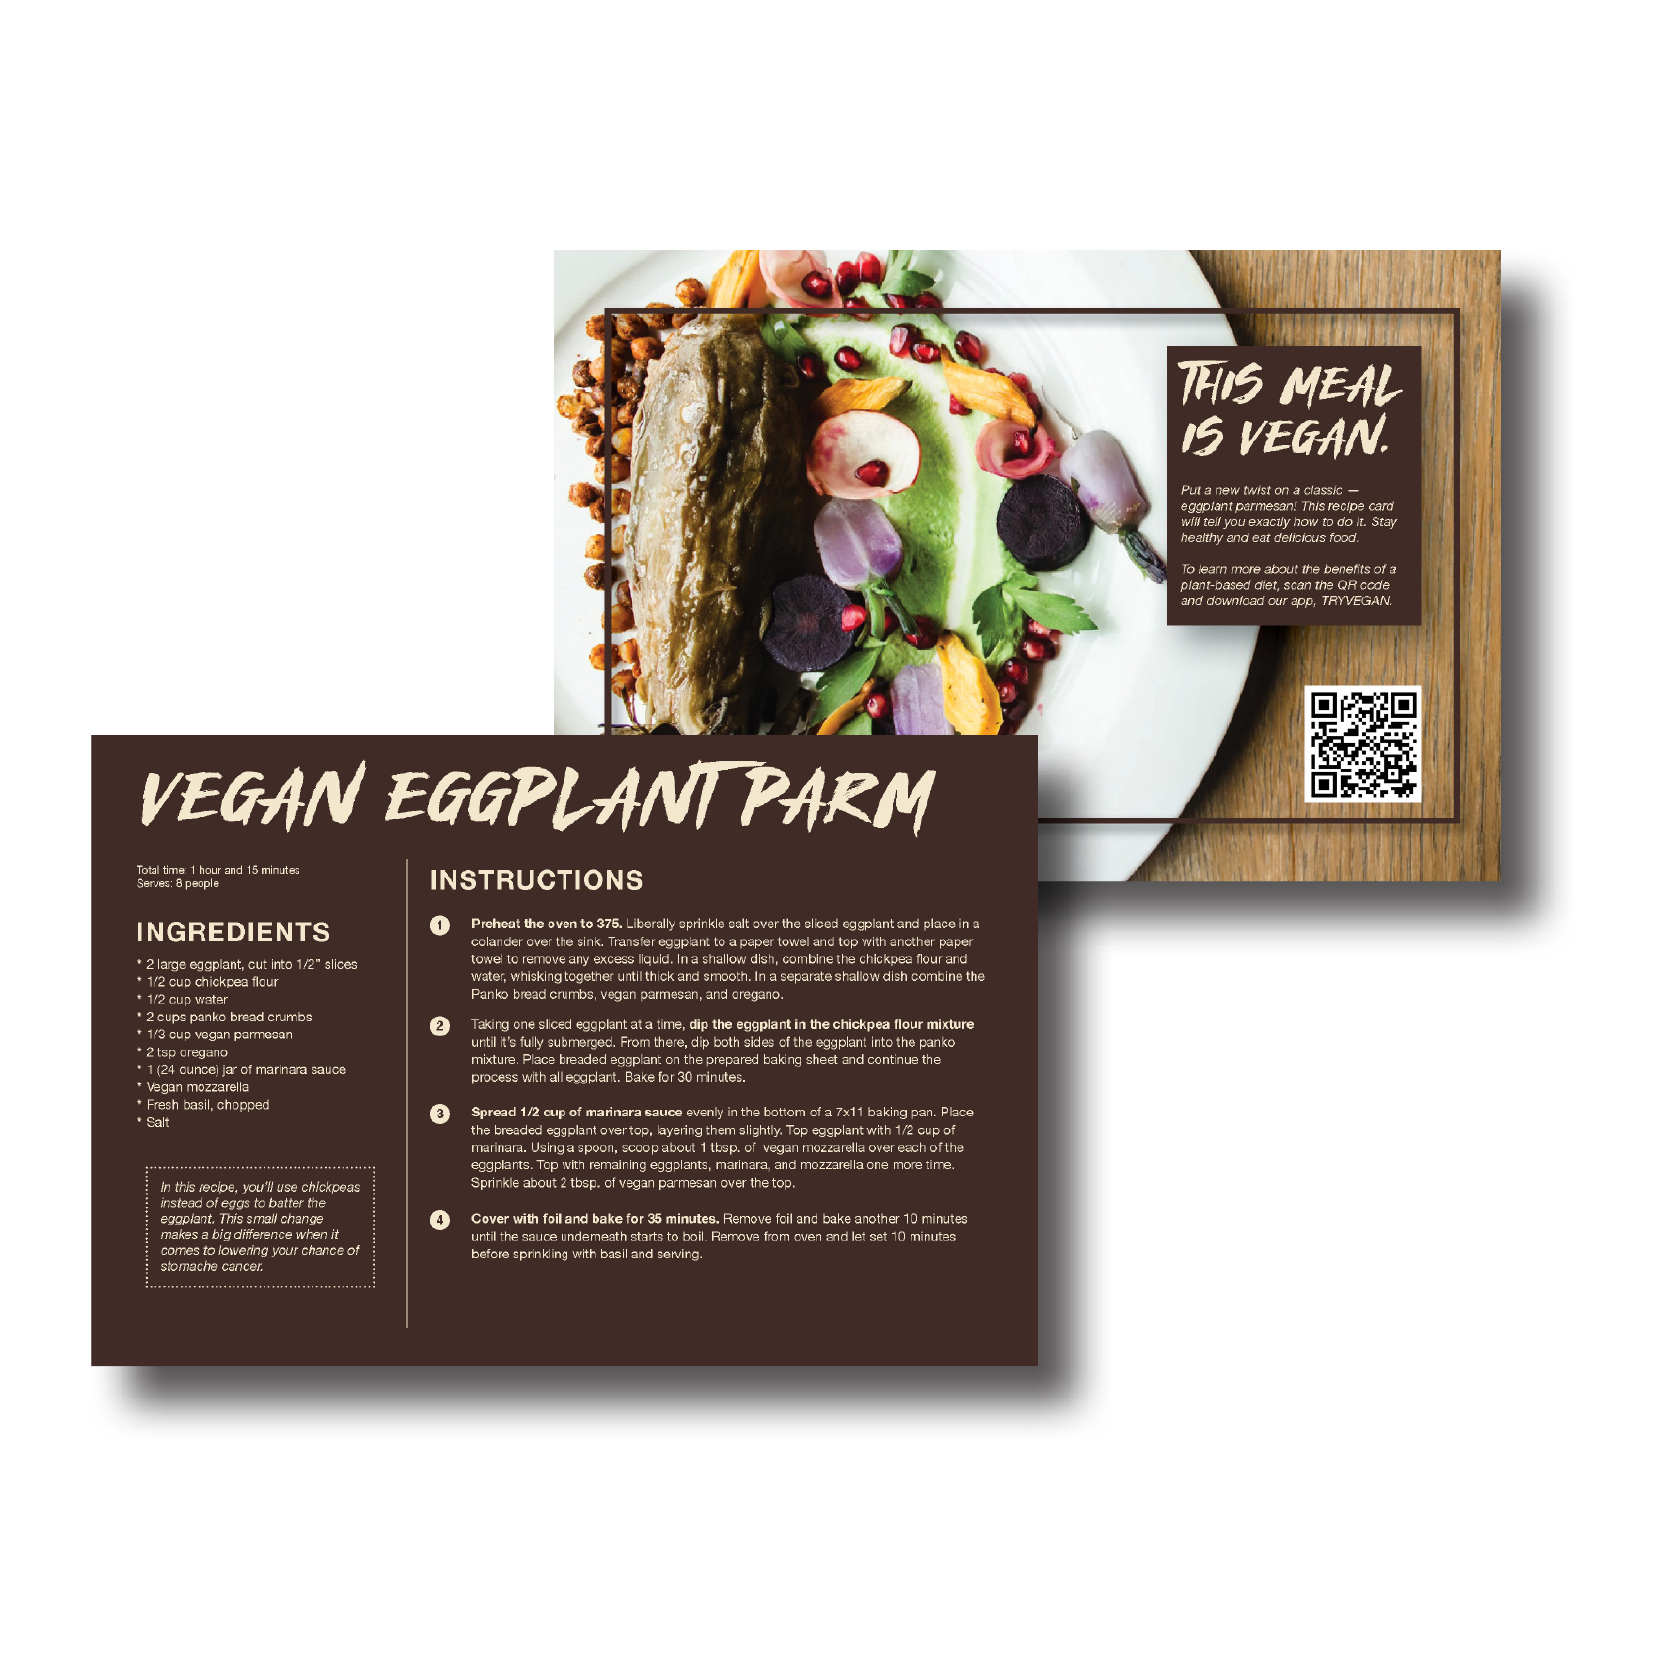 THIS MEAL
IS VEGAN.
Put a new twist on a classic —
eggplant parmesan! This recipe card
will tell you exactly how to do it. Stay
healthy and eat delicious food.
To learn more about the benefits of a
plant-based diet, scan the QR code
and download our app, TRYVEGAN.
VEGAN EGGPLANT PARM
Total time: 1 hour and 15 minutes
Serves: 8 people
INGREDIENTS
* 2 large eggplant, cut into 1/2" slices
* 1/2 cup chickpea flour
* 1/2 cup water
* 2 cups panko bread crumbs
* 1/3 cup vegan parmesan
* 2 tsp oregano
* 1 (24 ounce) jar of marinara sauce
* Vegan mozzarella
* Fresh basil, chopped
* Salt
In this recipe, you'll use chickpeas
instead of eggs to batter the
eggplant. This small change
makes a big difference when it
comes to lowering your chance of
stomache cancer.
INSTRUCTIONS
1 Preheat the oven to 375. Liberally sprinkle salt over the sliced eggplant and place in a
colander over the sink. Transfer eggplant to a paper towel and top with another paper
towel to remove any excess liquid. In a shallow dish, combine the chickpea flour and
water, whisking together until thick and smooth. In a separate shallow dish combine the
Panko bread crumbs, vegan parmesan, and oregano.
2 Taking one sliced eggplant at a time, dip the eggplant in the chickpea flour mixture
until it's fully submerged. From there, dip both sides of the eggplant into the panko
mixture. Place breaded eggplant on the prepared baking sheet and continue the
process with all eggplant. Bake for 30 minutes.
3 Spread 1/2 cup of marinara sauce evenly in the bottom of a 7x11 baking pan. Place
the breaded eggplant over top, layering them slightly. Top eggplant with 1/2 cup of
marinara. Using a spoon, scoop about 1 tbsp. of vegan mozzarella over each of the
eggplants. Top with remaining eggplants, marinara, and mozzarella one more time.
Sprinkle about 2 tbsp. of vegan parmesan over the top.
4 Cover with foil and bake for 35 minutes. Remove foil and bake another 10 minutes
until the sauce underneath starts to boil. Remove from oven and let set 10 minutes
before sprinkling with basil and serving.